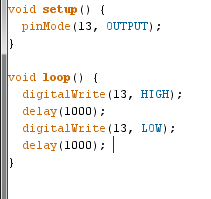 void setup() {
  pinMode(13, OUTPUT);
}

void loop() {
  digitalWrite(13, HIGH);
  delay(1000);
  digitalWrite(13, LOW);
  delay(1000);
}